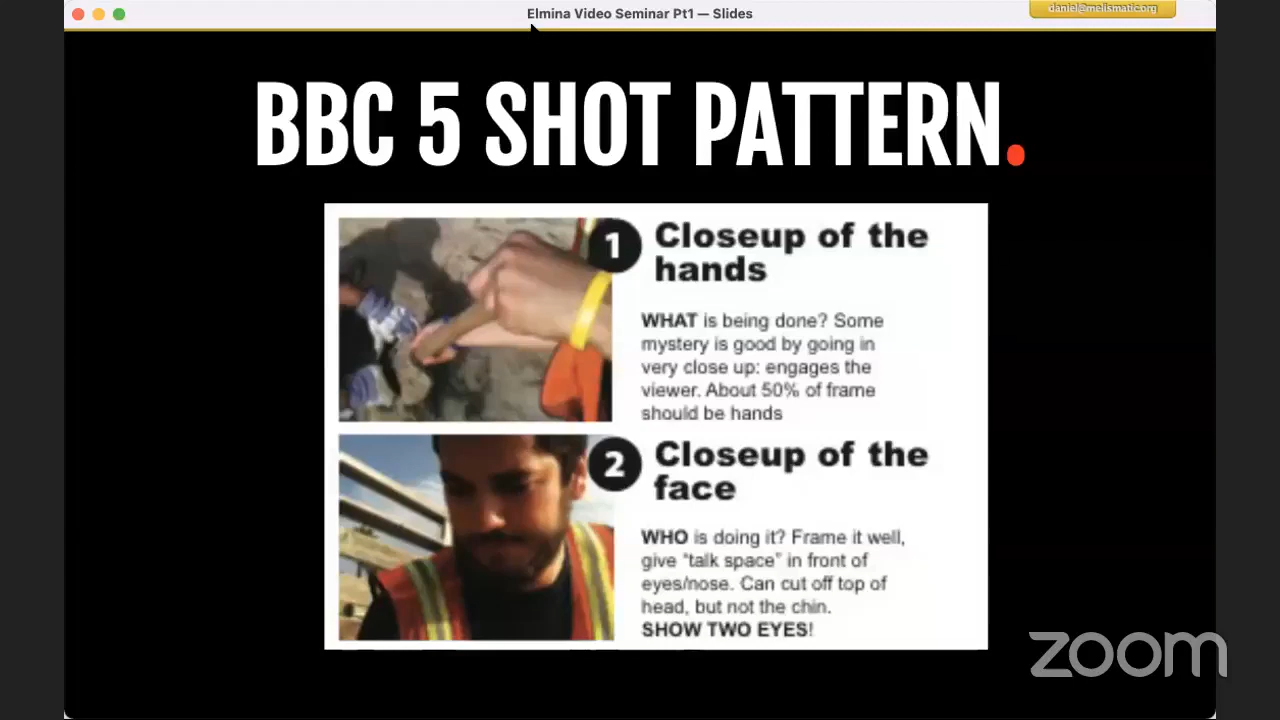 Elmina Video Seminar Pt1 — Slides
daniel@melismatic.org
BBC 5 SHOT PATTERN.
1
Closeup of the
hands
WHAT is being done? Some
mystery is good by going in
very close up: engages the
viewer. About 50% of frame
should be hands
2
Closeup of the
face
WHO is doing it? Frame it well,
give "talk space" in front of
eyes/nose. Can cut off top of
head, but not the chin.
SHOW TWO EYES!
zoom